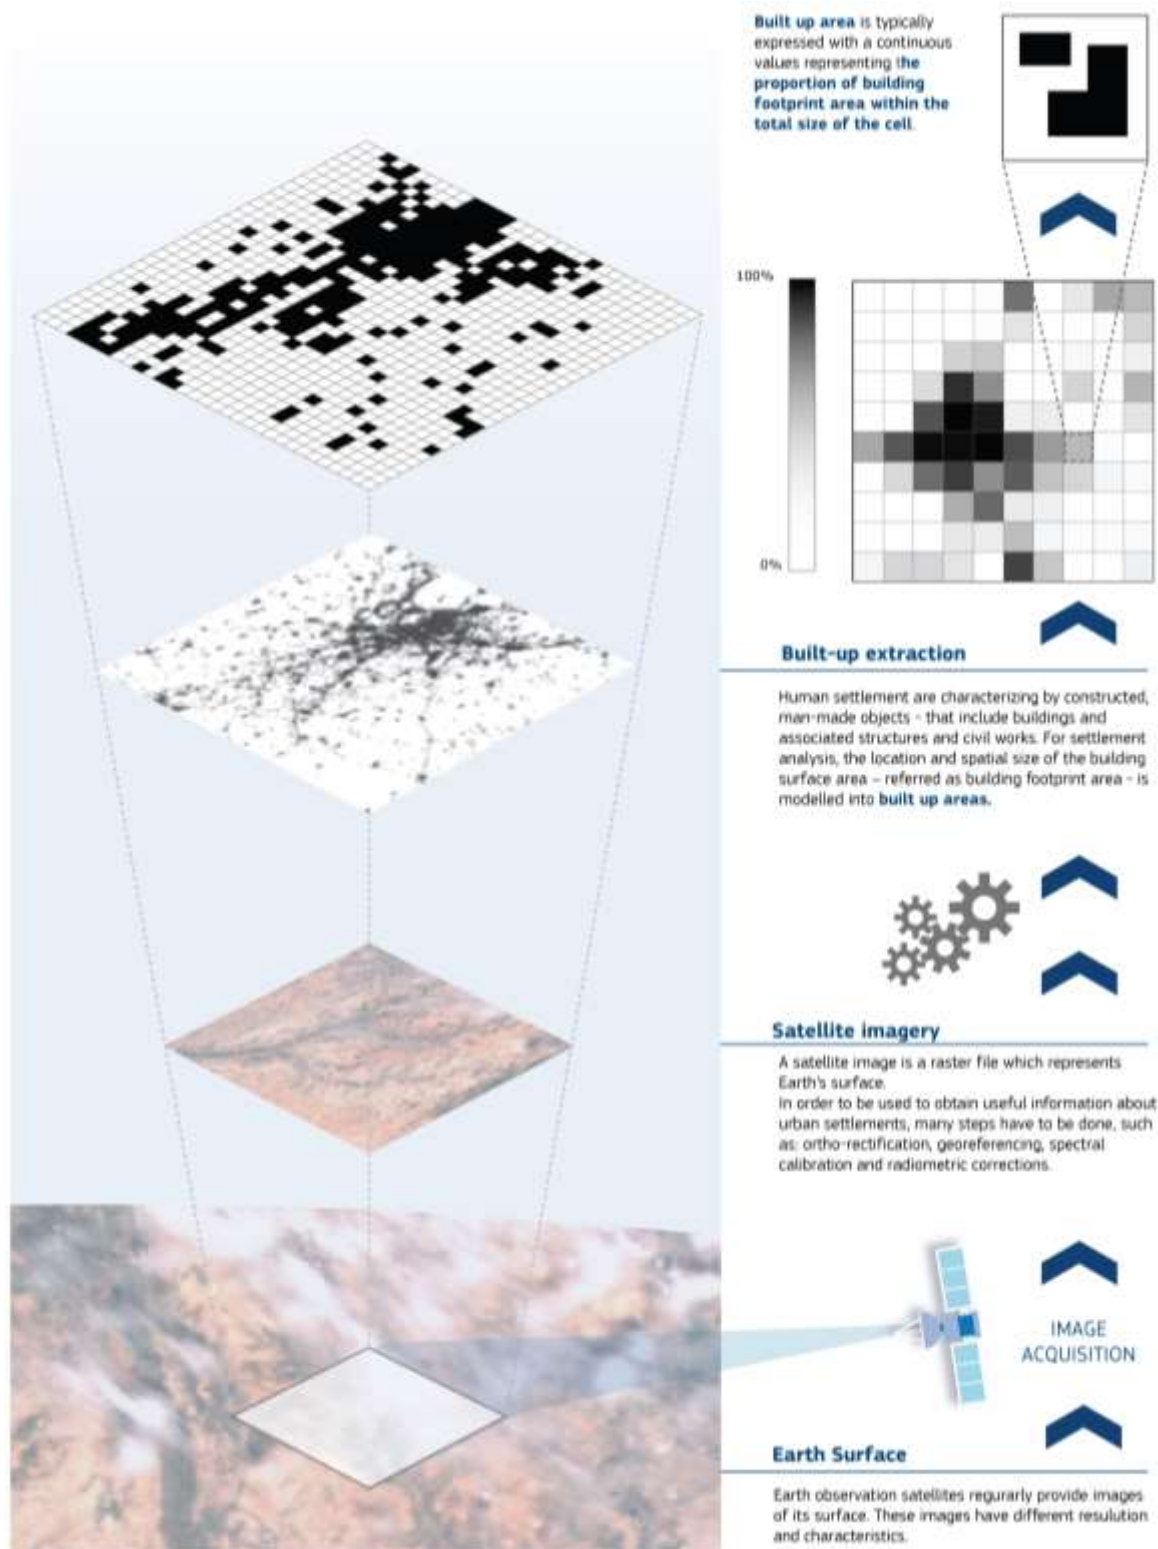 Built up area is typically
expressed with a continuous
values representing the
proportion of building
footprint area within the
total size of the cell.
100%
0%
Built-up extraction
Human settlement are characterizing by constructed,
man-made objects - that include buildings and
associated structures and civil works. For settlement
analysis, the location and spatial size of the building
surface area – referred as building footprint area - is
modelled into built up areas.
Satellite imagery
A satellite image is a raster file which represents
Earth's surface.
In order to be used to obtain useful information about
urban settlements, many steps have to be done, such
as: ortho-rectification, georeferencing, spectral
calibration and radiometric corrections.
IMAGE
ACQUISITION
Earth Surface
Earth observation satellites regurarly provide images
of its surface. These images have different resulution
and characteristics.